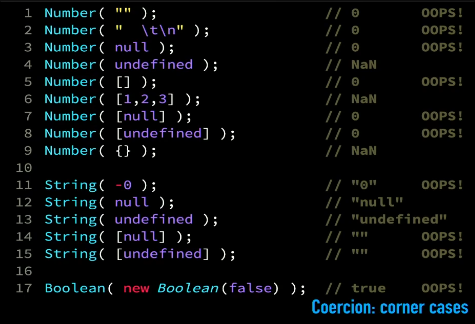 1 Number( "" ); // 0 OOPS!
2 Number( "  \t\n" ); // 0 OOPS!
3 Number( null ); // 0 OOPS!
4 Number( undefined ); // NaN
5 Number( [] ); // 0 OOPS!
6 Number( [1,2,3] ); // NaN
7 Number( [null] ); // 0 OOPS!
8 Number( [undefined] ); // 0 OOPS!
9 Number( {} ); // NaN
10
11 String( -0 ); // "0" OOPS!
12 String( null ); // "null"
13 String( undefined ); // "undefined"
14 String( [null] ); // "" OOPS!
15 String( [undefined] ); // "" OOPS!
16
17 Boolean( new Boolean(false) ); // true OOPS!
Coercion: corner cases